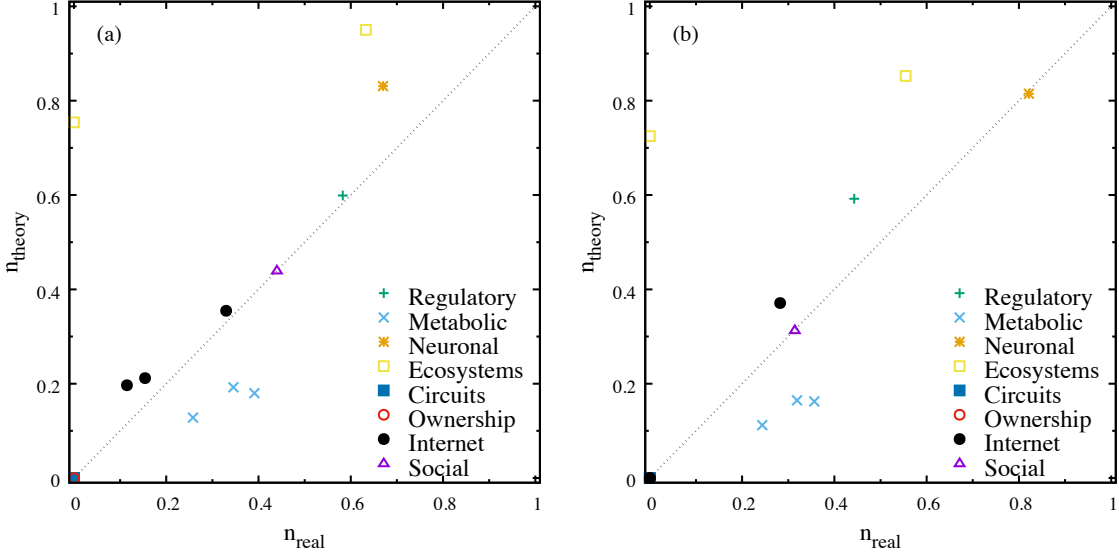 (a)
1
0.8
0.6
0.4
0.2
0
n_theory
0 0.2 0.4 0.6 0.8 1
n_real
Regulatory
Metabolic
Neuronal
Ecosystems
Circuits
Ownership
Internet
Social
(b)
1
0.8
0.6
0.4
0.2
0
n_theory
0 0.2 0.4 0.6 0.8 1
n_real
Regulatory
Metabolic
Neuronal
Ecosystems
Circuits
Ownership
Internet
Social